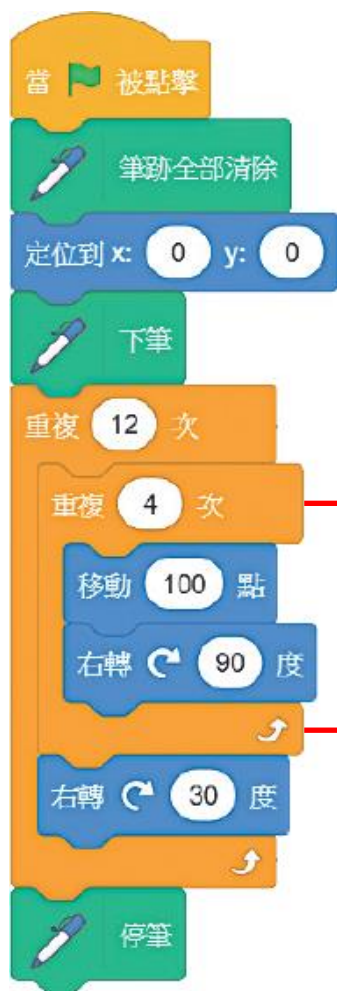 當 被點擊
筆跡全部清除
定位到 x: 0 y: 0
下筆
重複 12 次
重複 4 次
移動 100 點
右轉 90 度
右轉 30 度
停筆